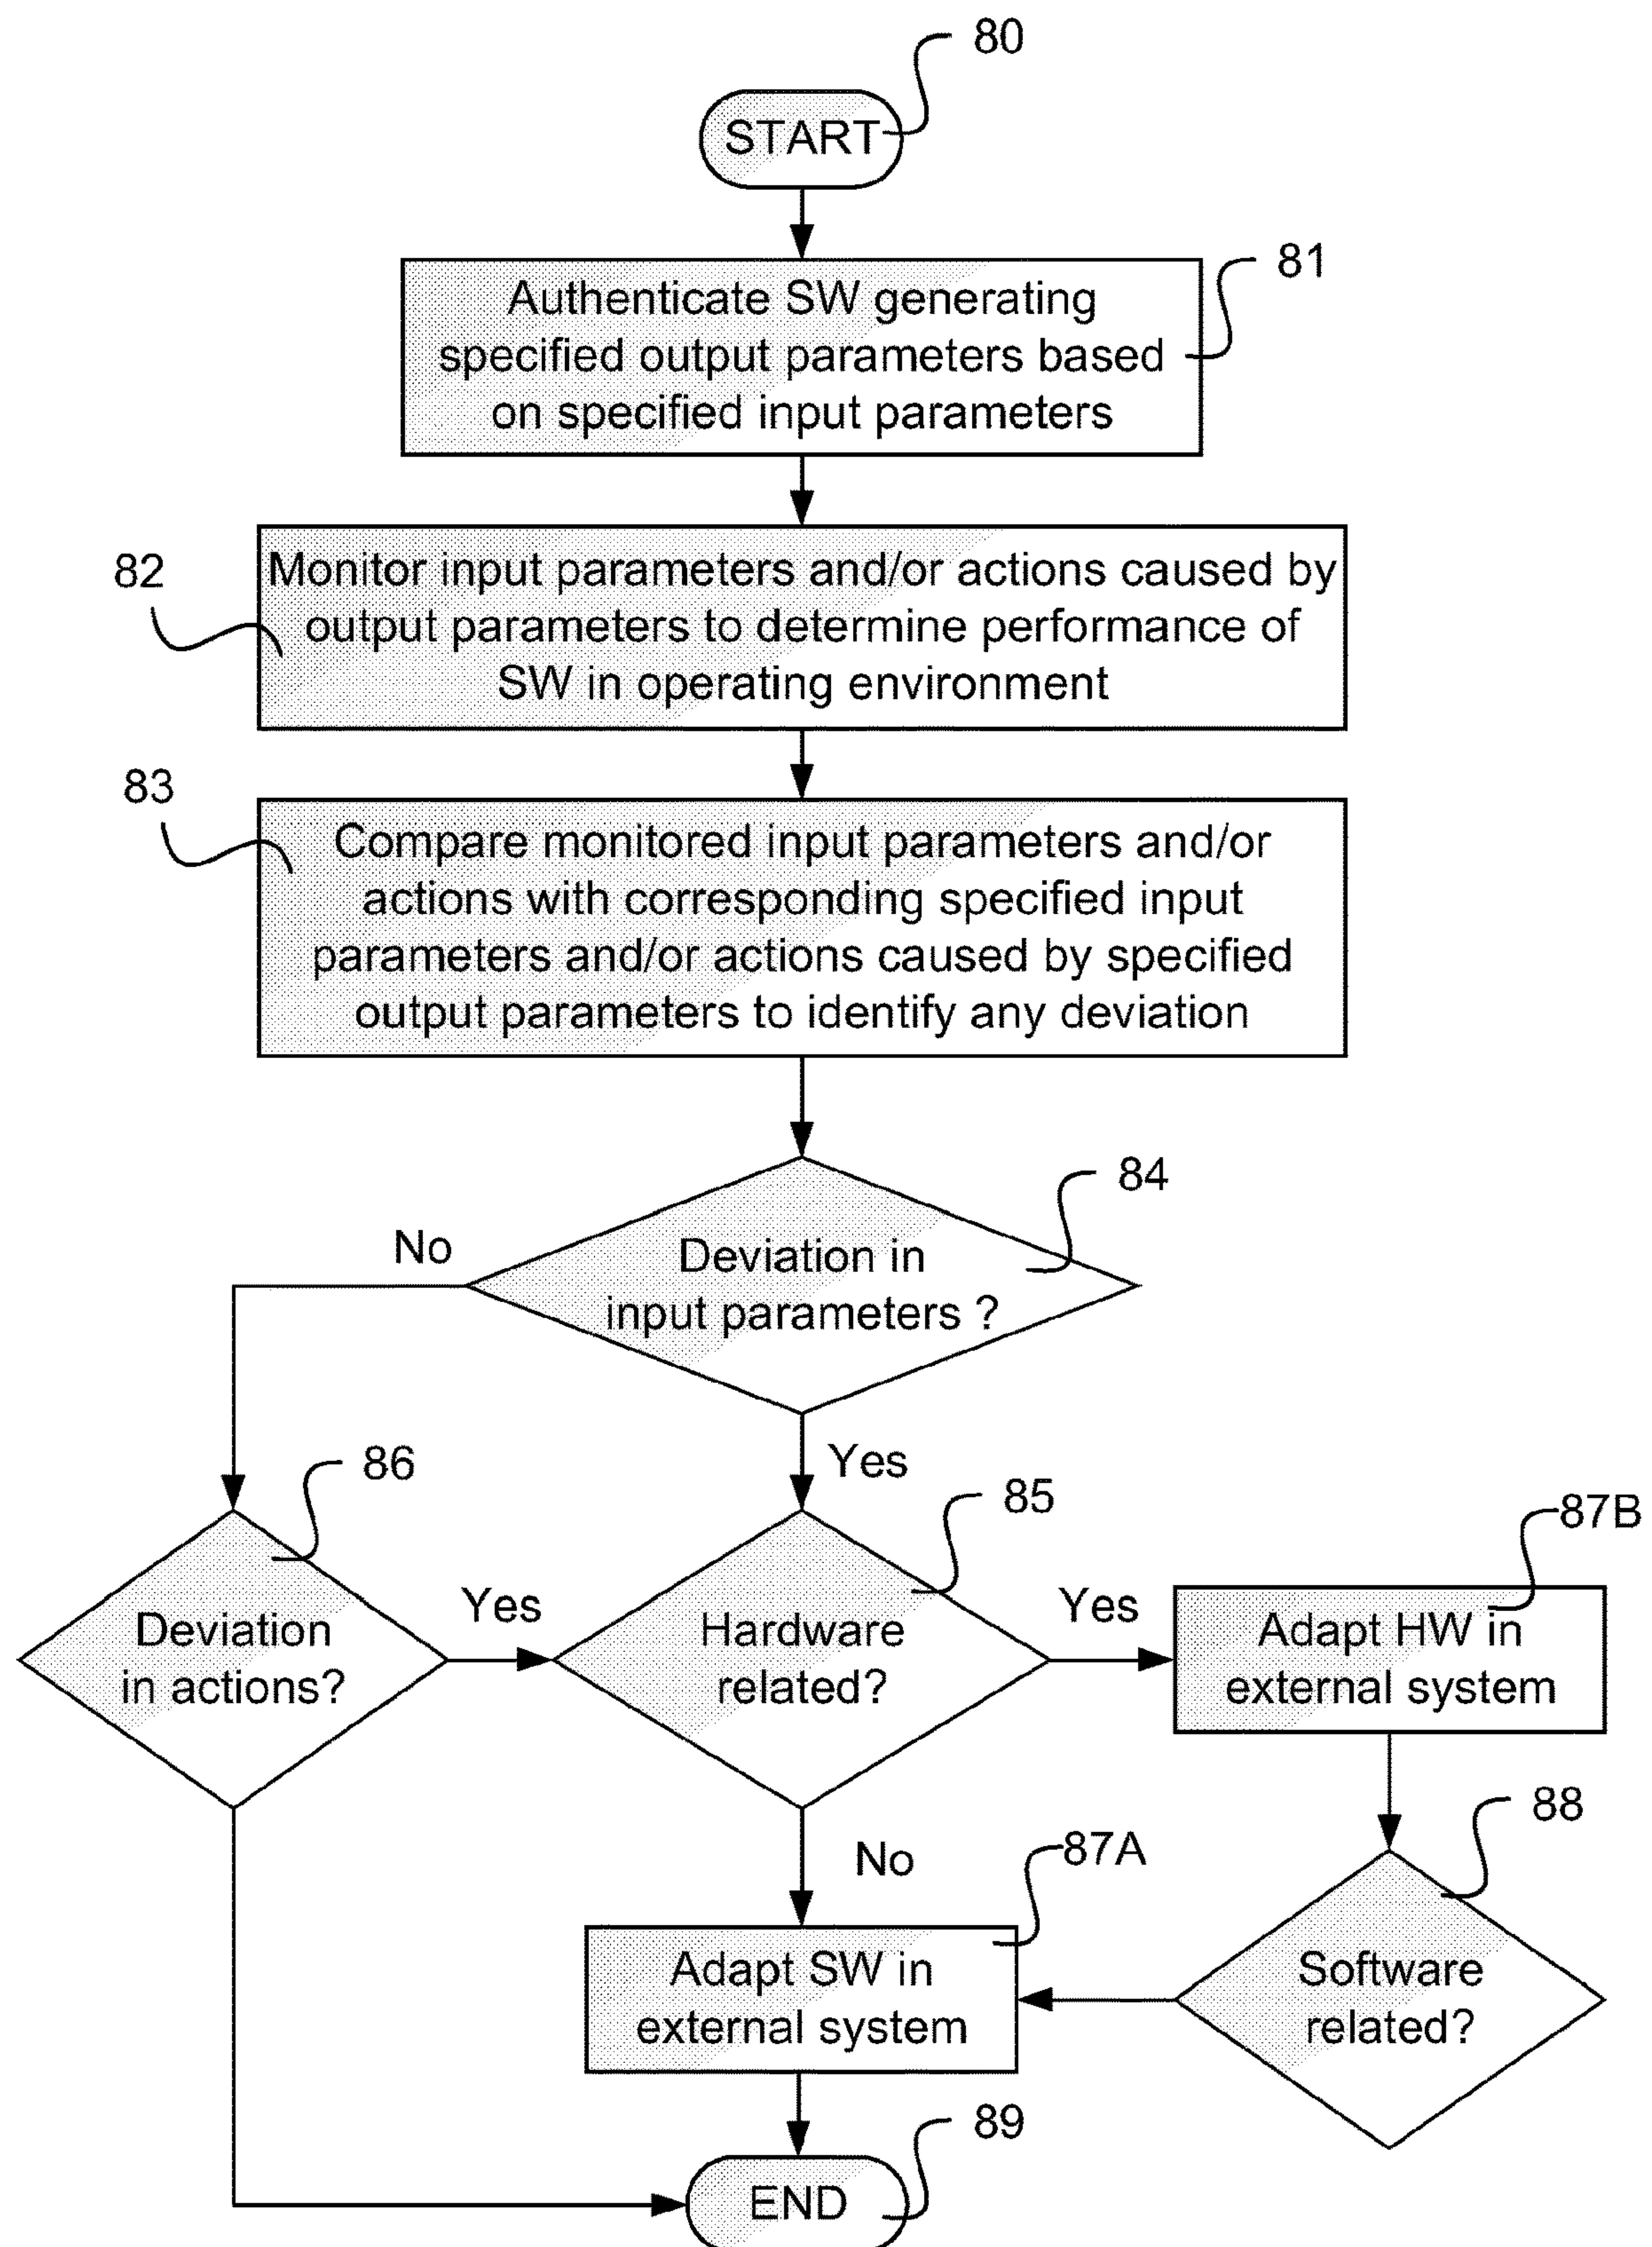 80
START
81
Authenticate SW generating
specified output parameters based
on specified input parameters
82
Monitor input parameters and/or actions caused by
output parameters to determine performance of
SW in operating environment
83
Compare monitored input parameters and/or
actions with corresponding specified input
parameters and/or actions caused by specified
output parameters to identify any deviation
84
No
Deviation in
input parameters ?
Yes
86
85
87B
Deviation
in actions?
Yes
Hardware
related?
Yes
Adapt HW in
external system
88
No
87A
Adapt SW in
external system
Software
related?
89
END